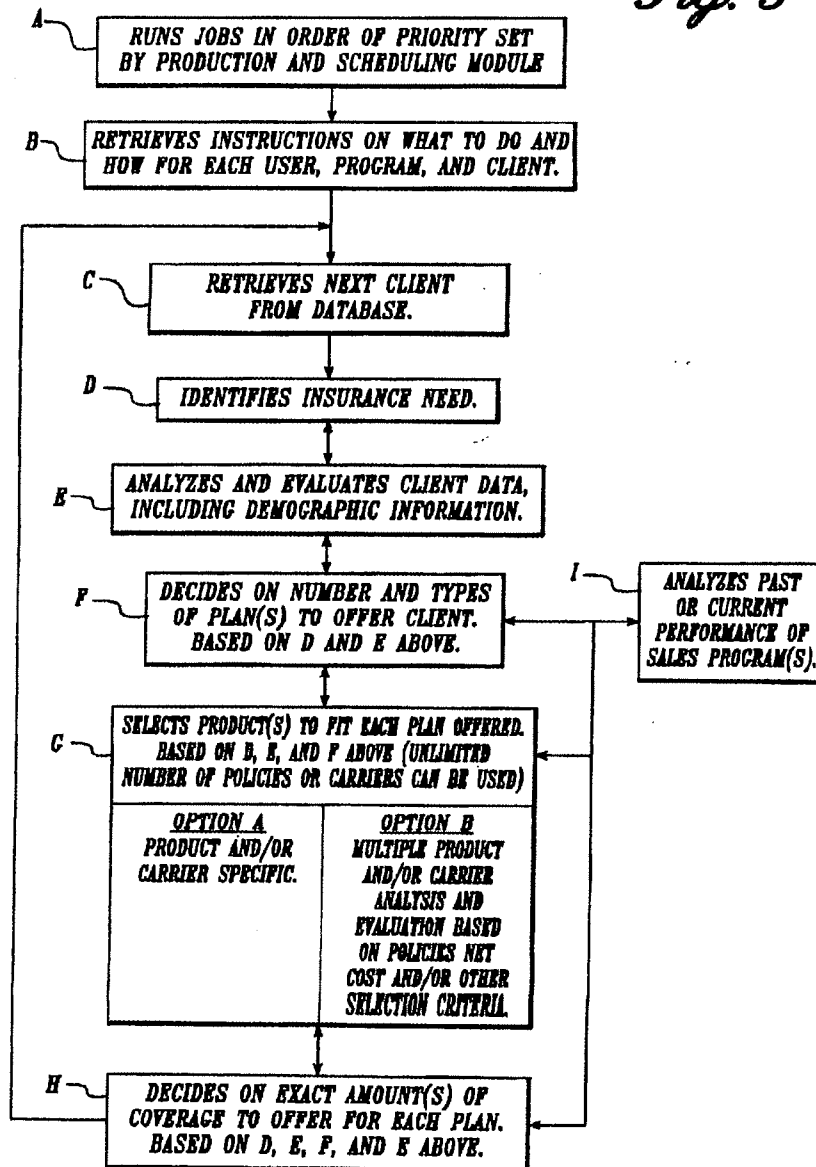 Fig. 3
A
RUNS JOBS IN ORDER OF PRIORITY SET
BY PRODUCTION AND SCHEDULING MODULE
B
RETRIEVES INSTRUCTIONS ON WHAT TO DO AND
HOW FOR EACH USER, PROGRAM, AND CLIENT.
C
RETRIEVES NEXT CLIENT
FROM DATABASE.
D
IDENTIFIES INSURANCE NEED.
E
ANALYZES AND EVALUATES CLIENT DATA,
INCLUDING DEMOGRAPHIC INFORMATION.
F
DECIDES ON NUMBER AND TYPES
OF PLAN(S) TO OFFER CLIENT.
BASED ON D AND E ABOVE.
I
ANALYZES PAST
OR CURRENT
PERFORMANCE OF
SALES PROGRAM(S).
G
SELECTS PRODUCT(S) TO FIT EACH PLAN OFFERED.
BASED ON D, E, AND F ABOVE (UNLIMITED
NUMBER OF POLICIES OR CARRIERS CAN BE USED)
OPTION A
PRODUCT AND/OR
CARRIER SPECIFIC.
OPTION B
MULTIPLE PRODUCT
AND/OR CARRIER
ANALYSIS AND
EVALUATION BASED
ON POLICIES NET
COST AND/OR OTHER
SELECTION CRITERIA.
H
DECIDES ON EXACT AMOUNT(S) OF
COVERAGE TO OFFER FOR EACH PLAN.
BASED ON D, E, F, AND E ABOVE.